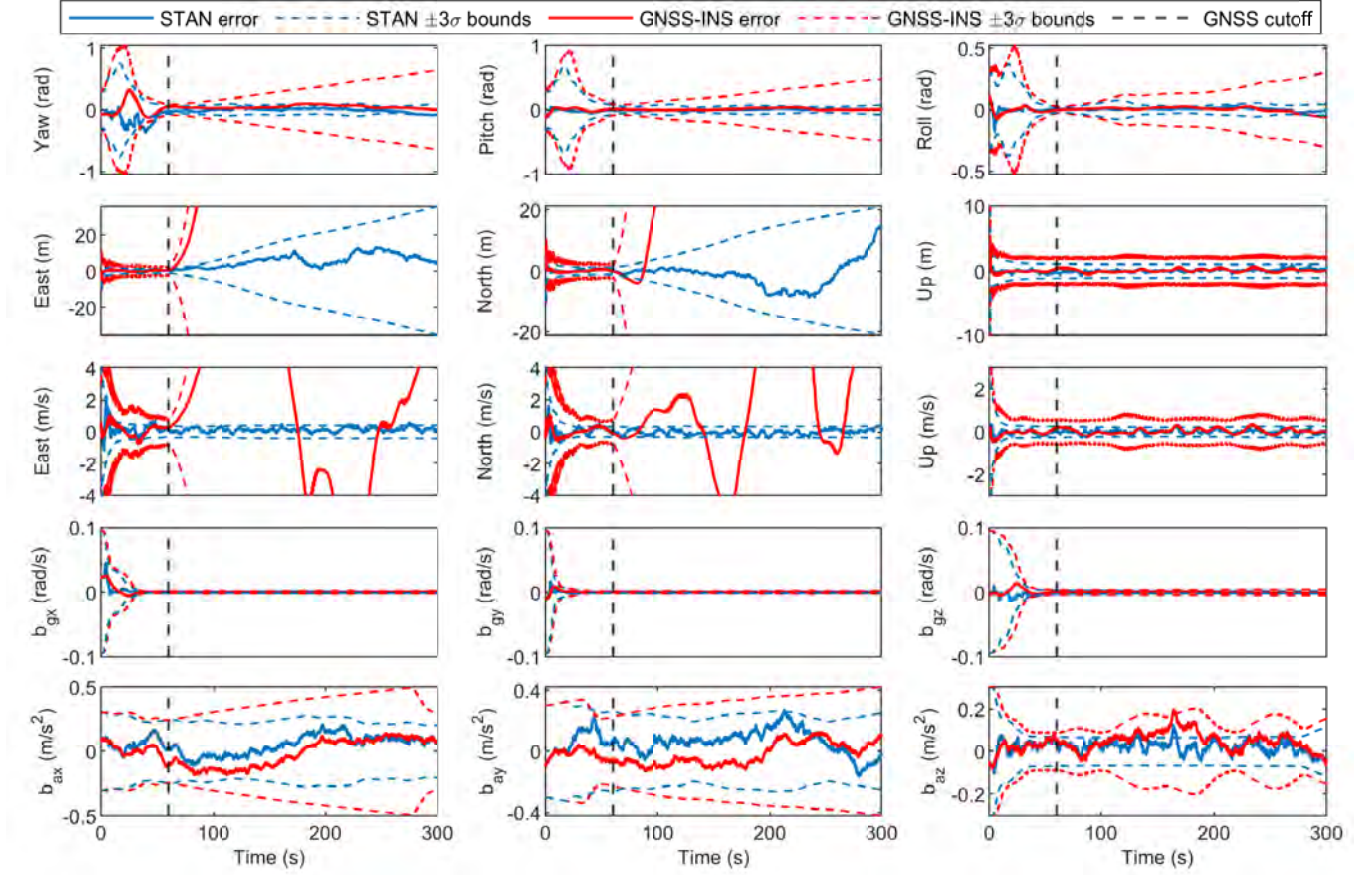 STAN error STAN ±3σ bounds GNSS-INS error GNSS-INS ±3σ bounds GNSS cutoff
Yaw (rad)
1
0
-1
Pitch (rad)
1
0
-1
Roll (rad)
0.5
0
-0.5
East (m)
20
0
-20
North (m)
20
0
-20
Up (m)
10
0
-10
East (m/s)
4
2
0
-2
-4
North (m/s)
4
2
0
-2
-4
Up (m/s)
2
0
-2
b_gx (rad/s)
0.1
0
-0.1
b_gy (rad/s)
0.1
0
-0.1
b_gz (rad/s)
0.1
0
-0.1
b_ax (m/s²)
0.5
0
-0.5
0 100 200 300
Time (s)
b_ay (m/s²)
0.4
0
-0.4
0 100 200 300
Time (s)
b_az (m/s²)
0.2
0
-0.2
0 100 200 300
Time (s)